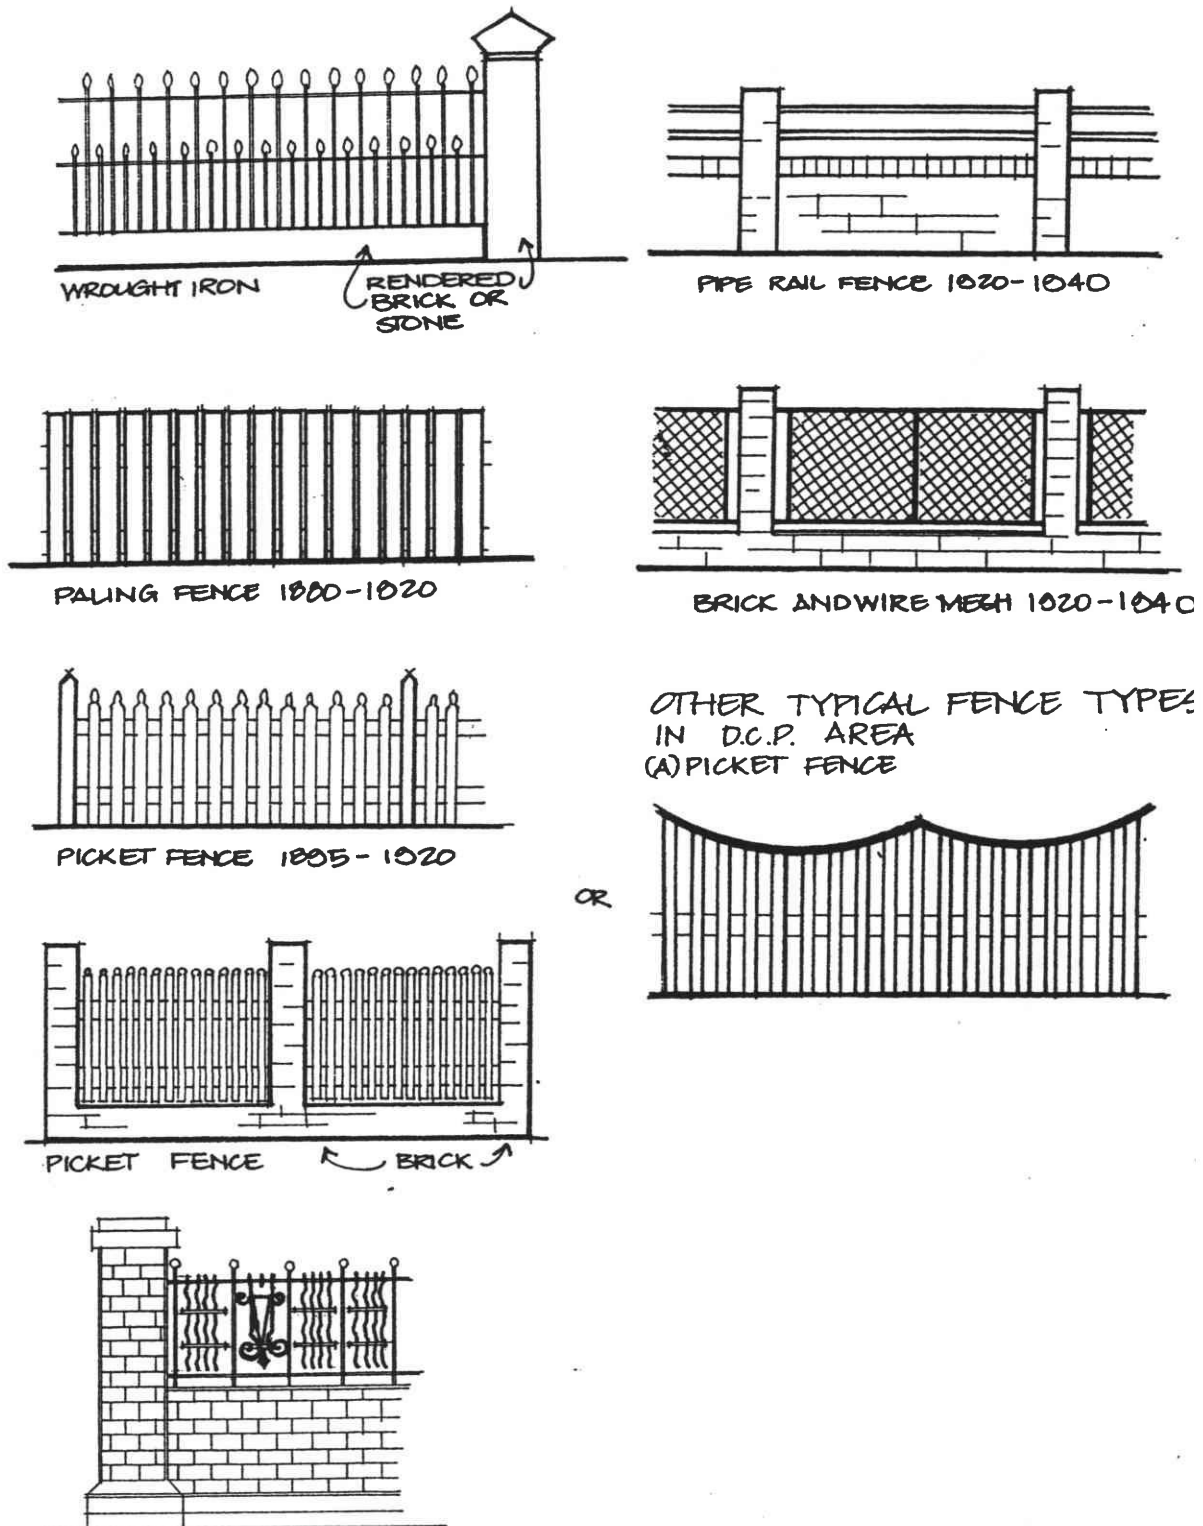 WROUGHT IRON
RENDERED
BRICK OR
STONE
PIPE RAIL FENCE 1920-1940
PALING FENCE 1880-1920
BRICK AND WIRE MESH 1920-1940
PICKET FENCE 1895-1920
OTHER TYPICAL FENCE TYPES
IN D.C.P. AREA
(A) PICKET FENCE
OR
PICKET FENCE
BRICK